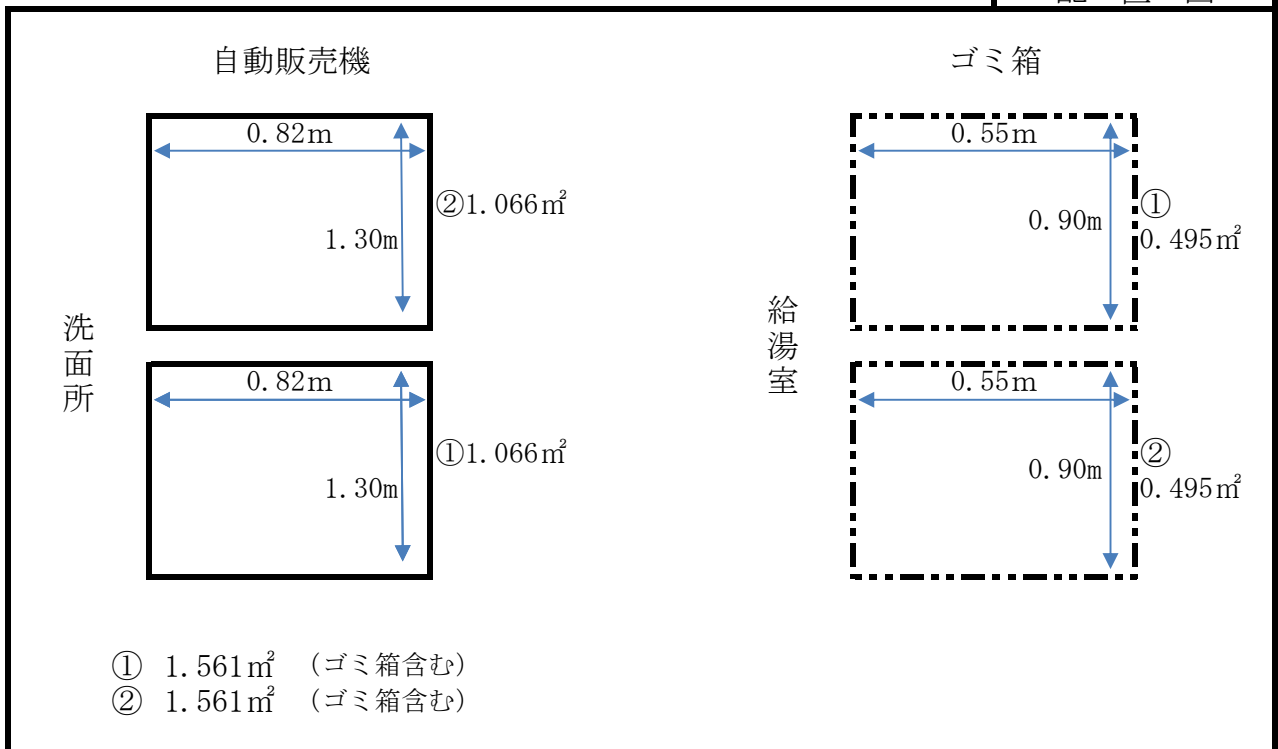 自動販売機
ゴミ箱
0.82m
②1.066㎡
1.30m
0.55m
①
0.90m
0.495㎡
洗面所
給湯室
0.82m
①1.066㎡
1.30m
0.55m
②
0.90m
0.495㎡
① 1.561㎡ (ゴミ箱含む)
② 1.561㎡ (ゴミ箱含む)